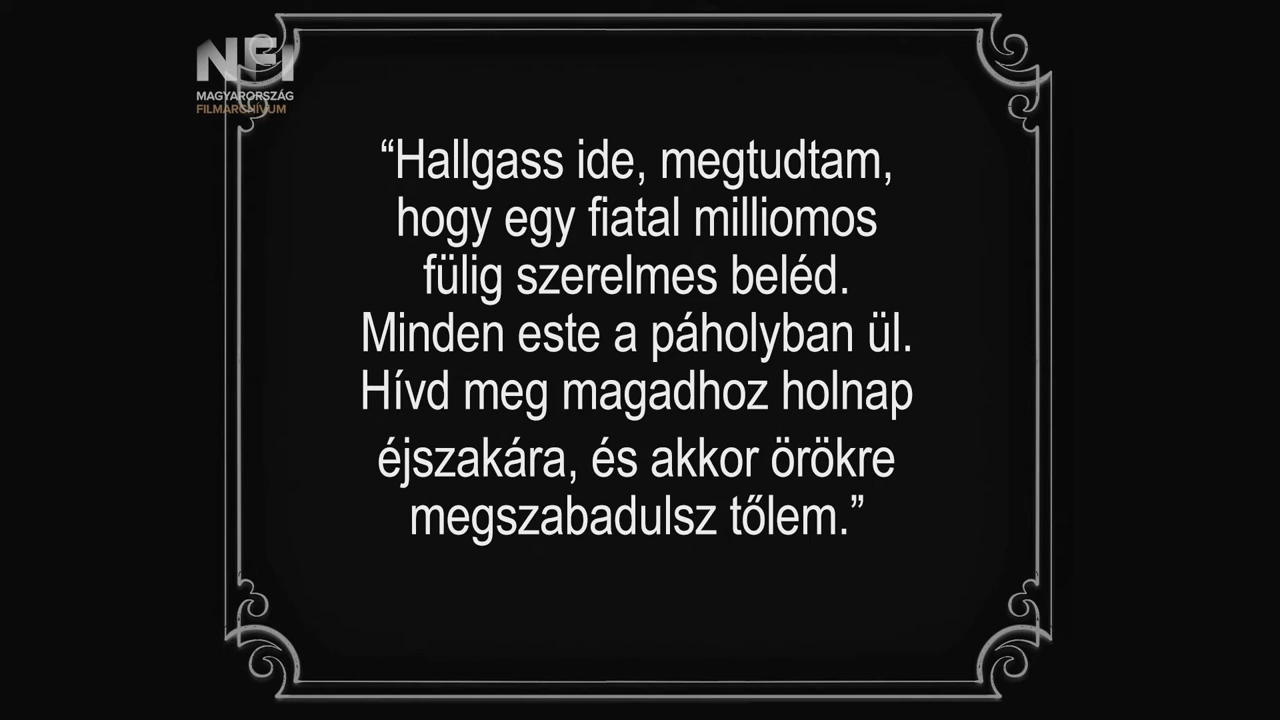 NFI
MAGYARORSZÁG
FILMARCHÍVUM
“Hallgass ide, megtudtam,
hogy egy fiatal milliomos
fülig szerelmes beléd.
Minden este a páholyban ül.
Hívd meg magadhoz holnap
éjszakára, és akkor örökre
megszabadulsz tőlem.”